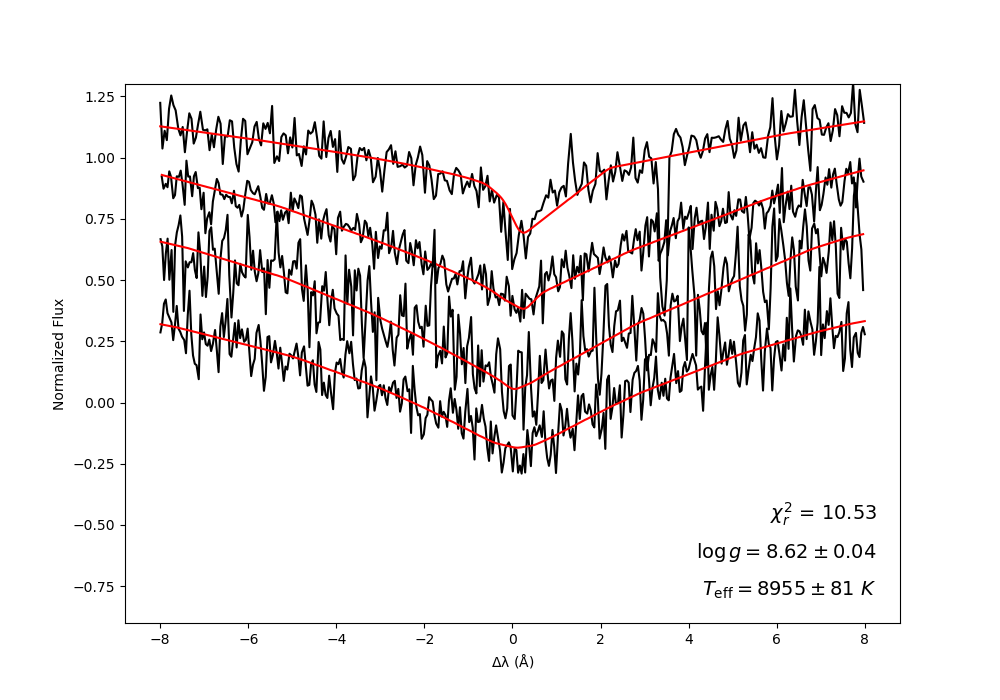 1.25
1.00
0.75
0.50
0.25
0.00
−0.25
−0.50
−0.75
Normalized Flux
χ²ᵣ = 10.53
log g = 8.62 ± 0.04
T_eff = 8955 ± 81 K
−8 −6 −4 −2 0 2 4 6 8
Δλ (Å)